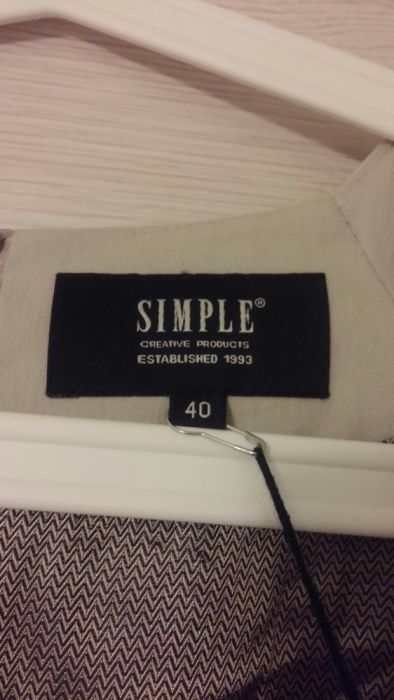 SIMPLE®
CREATIVE PRODUCTS
ESTABLISHED 1993
40